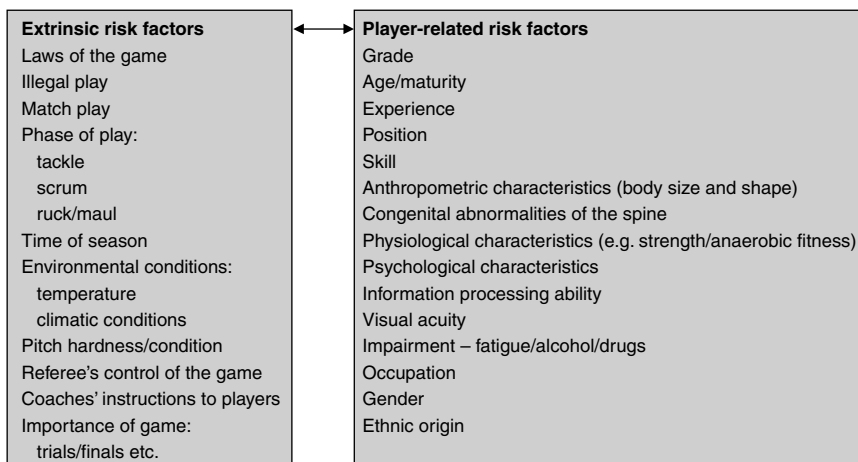 Extrinsic risk factors
Laws of the game
Illegal play
Match play
Phase of play:
tackle
scrum
ruck/maul
Time of season
Environmental conditions:
temperature
climatic conditions
Pitch hardness/condition
Referee's control of the game
Coaches' instructions to players
Importance of game:
trials/finals etc.
Player-related risk factors
Grade
Age/maturity
Experience
Position
Skill
Anthropometric characteristics (body size and shape)
Congenital abnormalities of the spine
Physiological characteristics (e.g. strength/anaerobic fitness)
Psychological characteristics
Information processing ability
Visual acuity
Impairment – fatigue/alcohol/drugs
Occupation
Gender
Ethnic origin